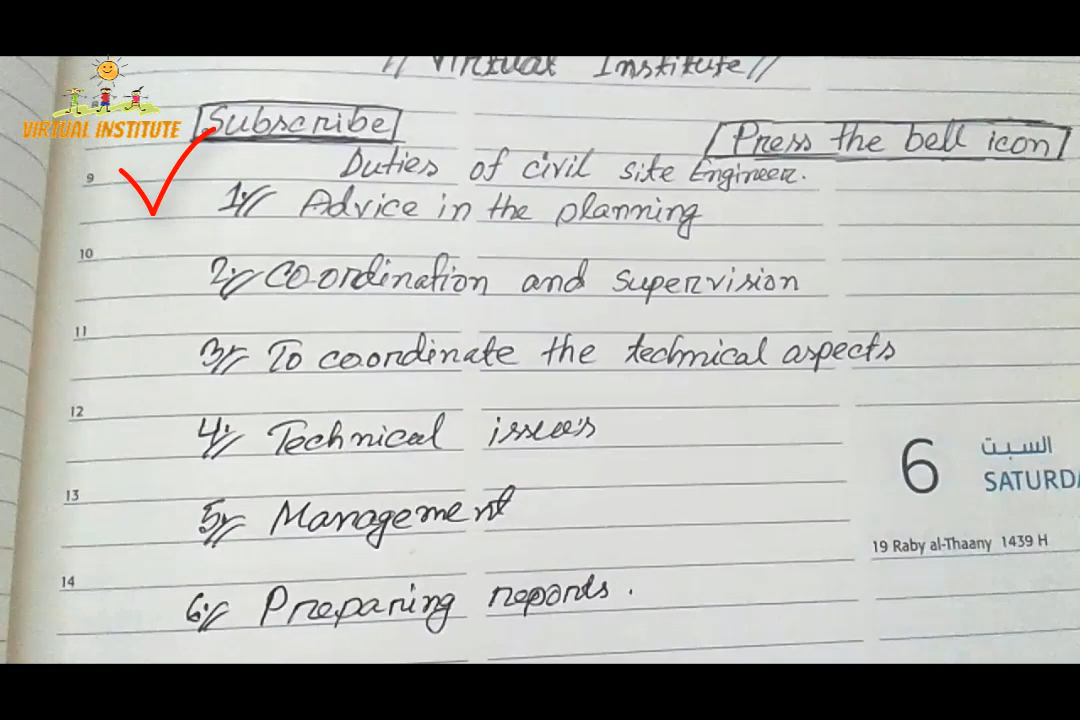 // Virtual Institute //
VIRTUAL INSTITUTE
Subscribe
Press the bell icon
Duties of civil site Engineer.
9
1// Advice in the planning
10
2// Co-ordination and supervision
11
3// To coordinate the technical aspects
12
4// Technical issues
6
السبت
SATURDA
13
5// Management
19 Raby al-Thaany 1439 H
14
6// Preparing reports.